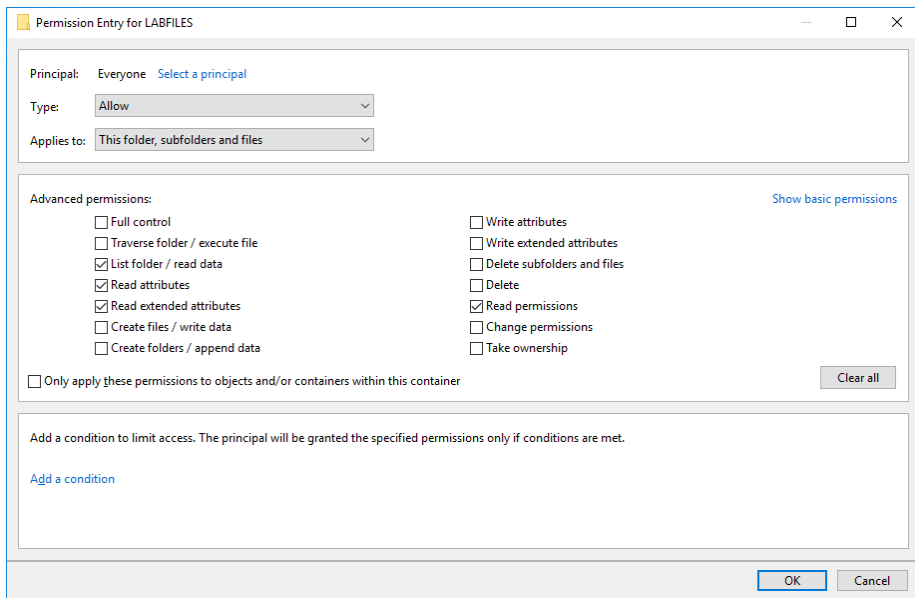 Permission Entry for LABFILES
Principal: Everyone Select a principal
Type: Allow
Applies to: This folder, subfolders and files
Advanced permissions: Show basic permissions
Full control Write attributes
Traverse folder / execute file Write extended attributes
List folder / read data Delete subfolders and files
Read attributes Delete
Read extended attributes Read permissions
Create files / write data Change permissions
Create folders / append data Take ownership
Only apply these permissions to objects and/or containers within this container Clear all
Add a condition to limit access. The principal will be granted the specified permissions only if conditions are met.
Add a condition
OK Cancel